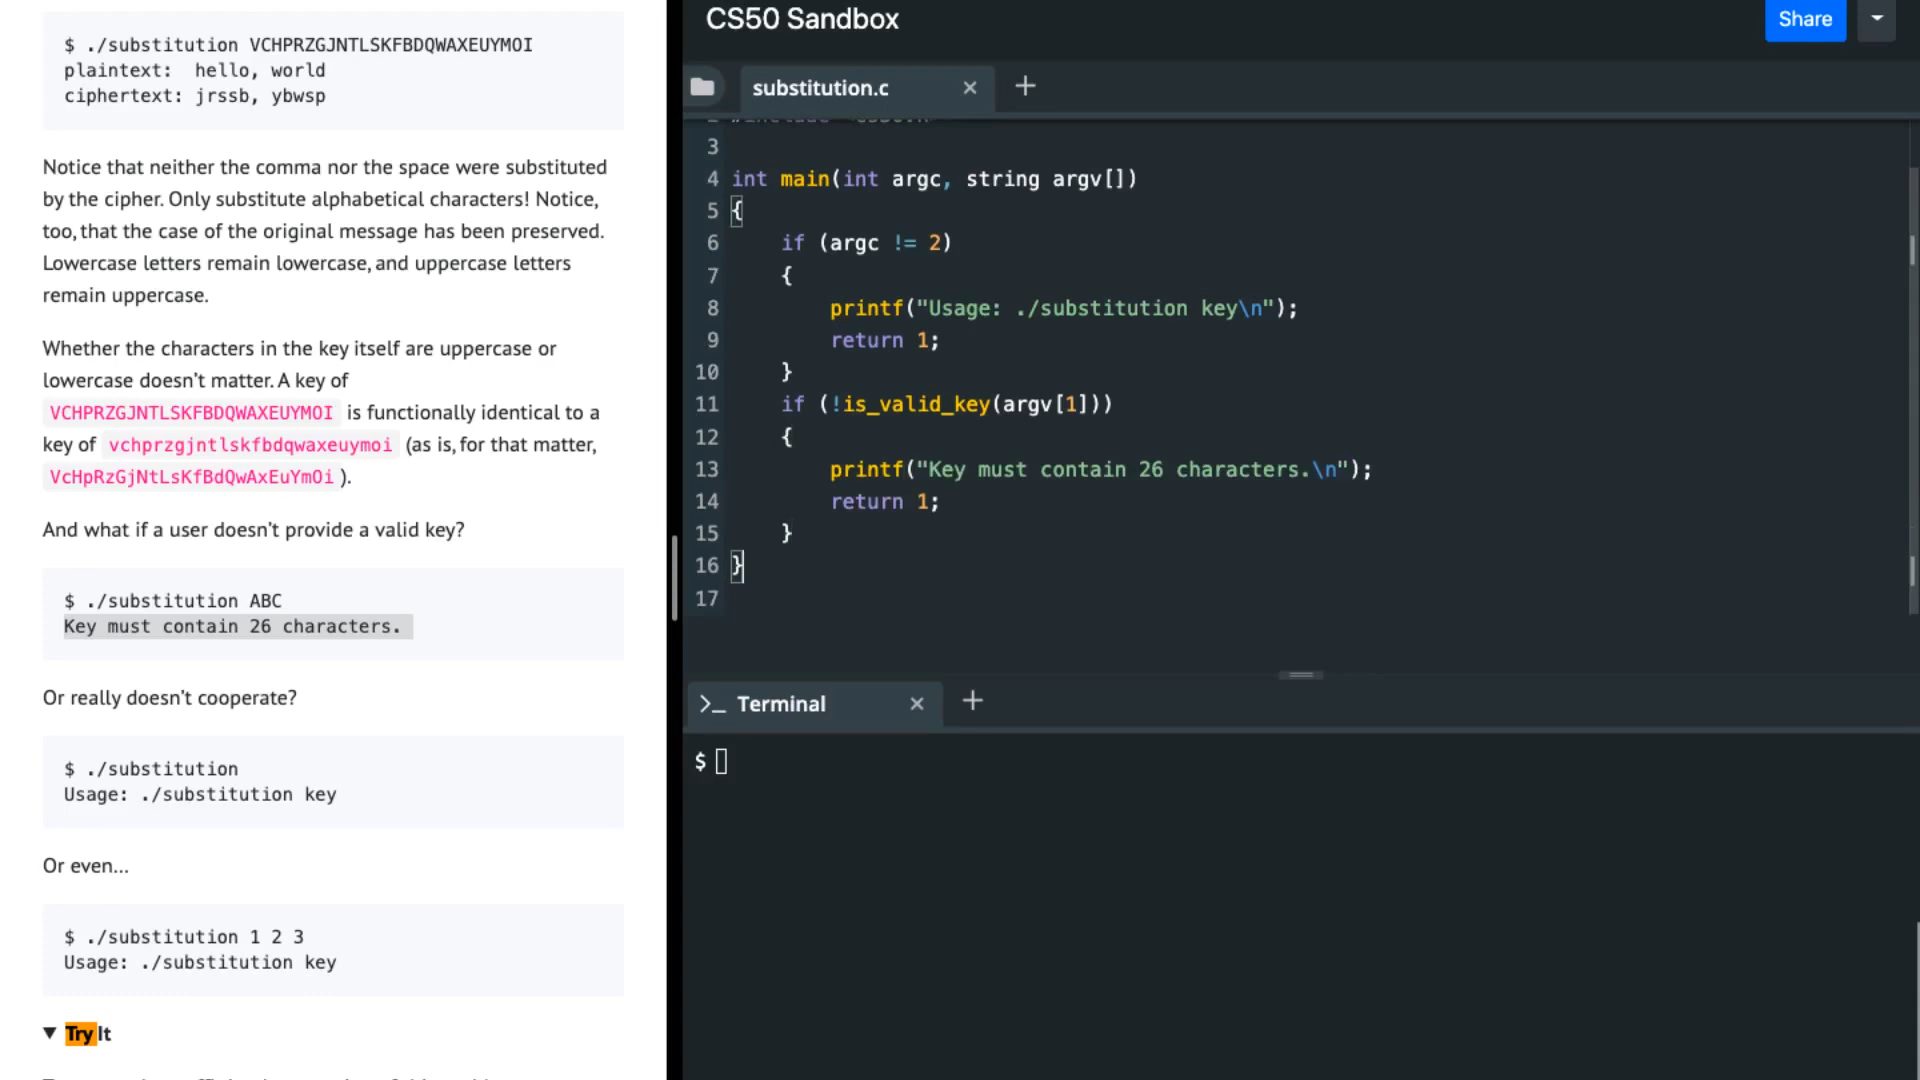 $ ./substitution VCHPRZGJNTLSKFBDQWAXEUYMOI
plaintext:  hello, world
ciphertext: jrssb, ybwsp
Notice that neither the comma nor the space were substituted
by the cipher. Only substitute alphabetical characters! Notice,
too, that the case of the original message has been preserved.
Lowercase letters remain lowercase, and uppercase letters
remain uppercase.
Whether the characters in the key itself are uppercase or
lowercase doesn't matter. A key of
VCHPRZGJNTLSKFBDQWAXEUYMOI is functionally identical to a
key of vchprzgjntlskfbdqwaxeuymoi (as is, for that matter,
VcHpRzGjNtLsKfBdQwAxEuYmOi ).
And what if a user doesn't provide a valid key?
$ ./substitution ABC
Key must contain 26 characters.
Or really doesn't cooperate?
$ ./substitution
Usage: ./substitution key
Or even...
$ ./substitution 1 2 3
Usage: ./substitution key
▼ Try It
CS50 Sandbox
Share
substitution.c × +
3
4 int main(int argc, string argv[])
5 {
6     if (argc != 2)
7     {
8         printf("Usage: ./substitution key\n");
9         return 1;
10     }
11     if (!is_valid_key(argv[1]))
12     {
13         printf("Key must contain 26 characters.\n");
14         return 1;
15     }
16 }
17
>_ Terminal × +
$